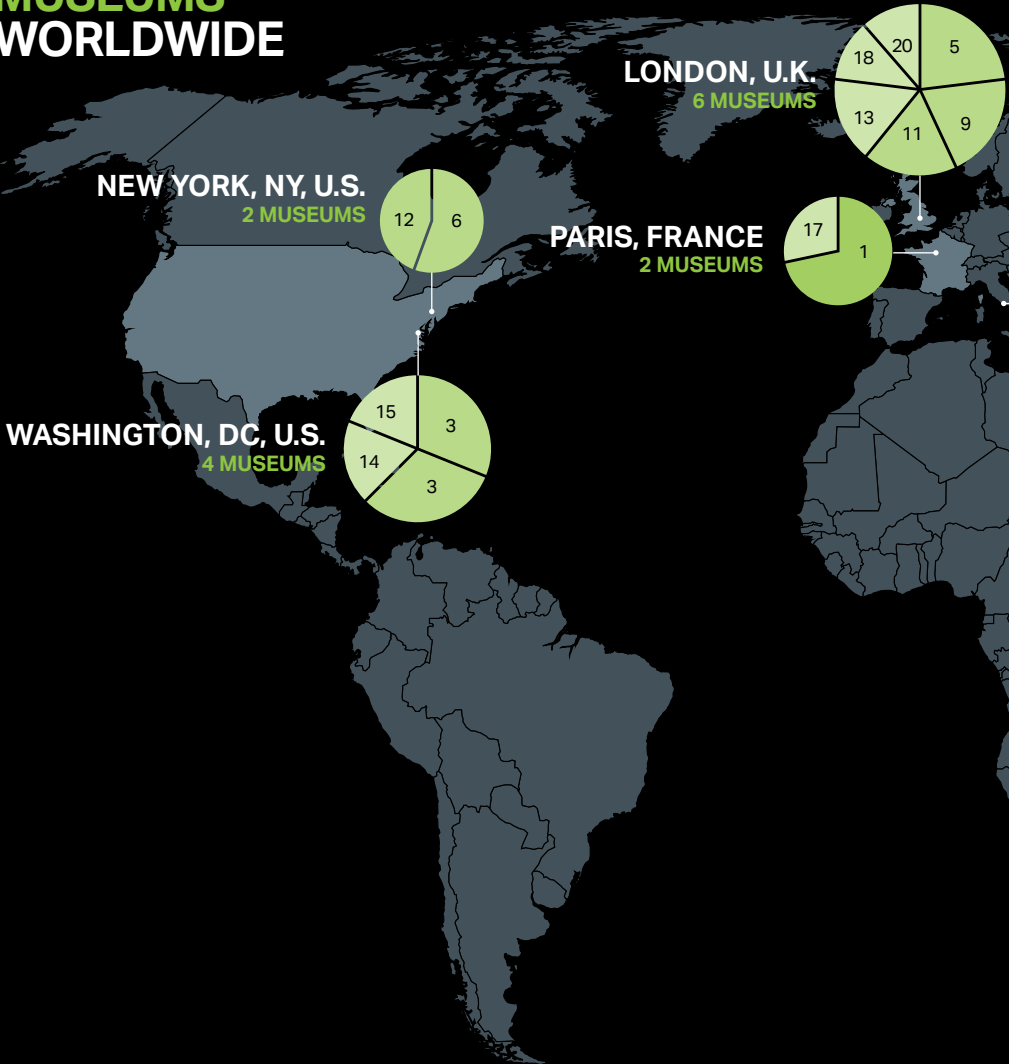 MUSEUMS
WORLDWIDE
LONDON, U.K.
6 MUSEUMS
20
5
18
13
11
9
NEW YORK, NY, U.S.
2 MUSEUMS
12
6
PARIS, FRANCE
2 MUSEUMS
17
1
WASHINGTON, DC, U.S.
4 MUSEUMS
15
3
14
3